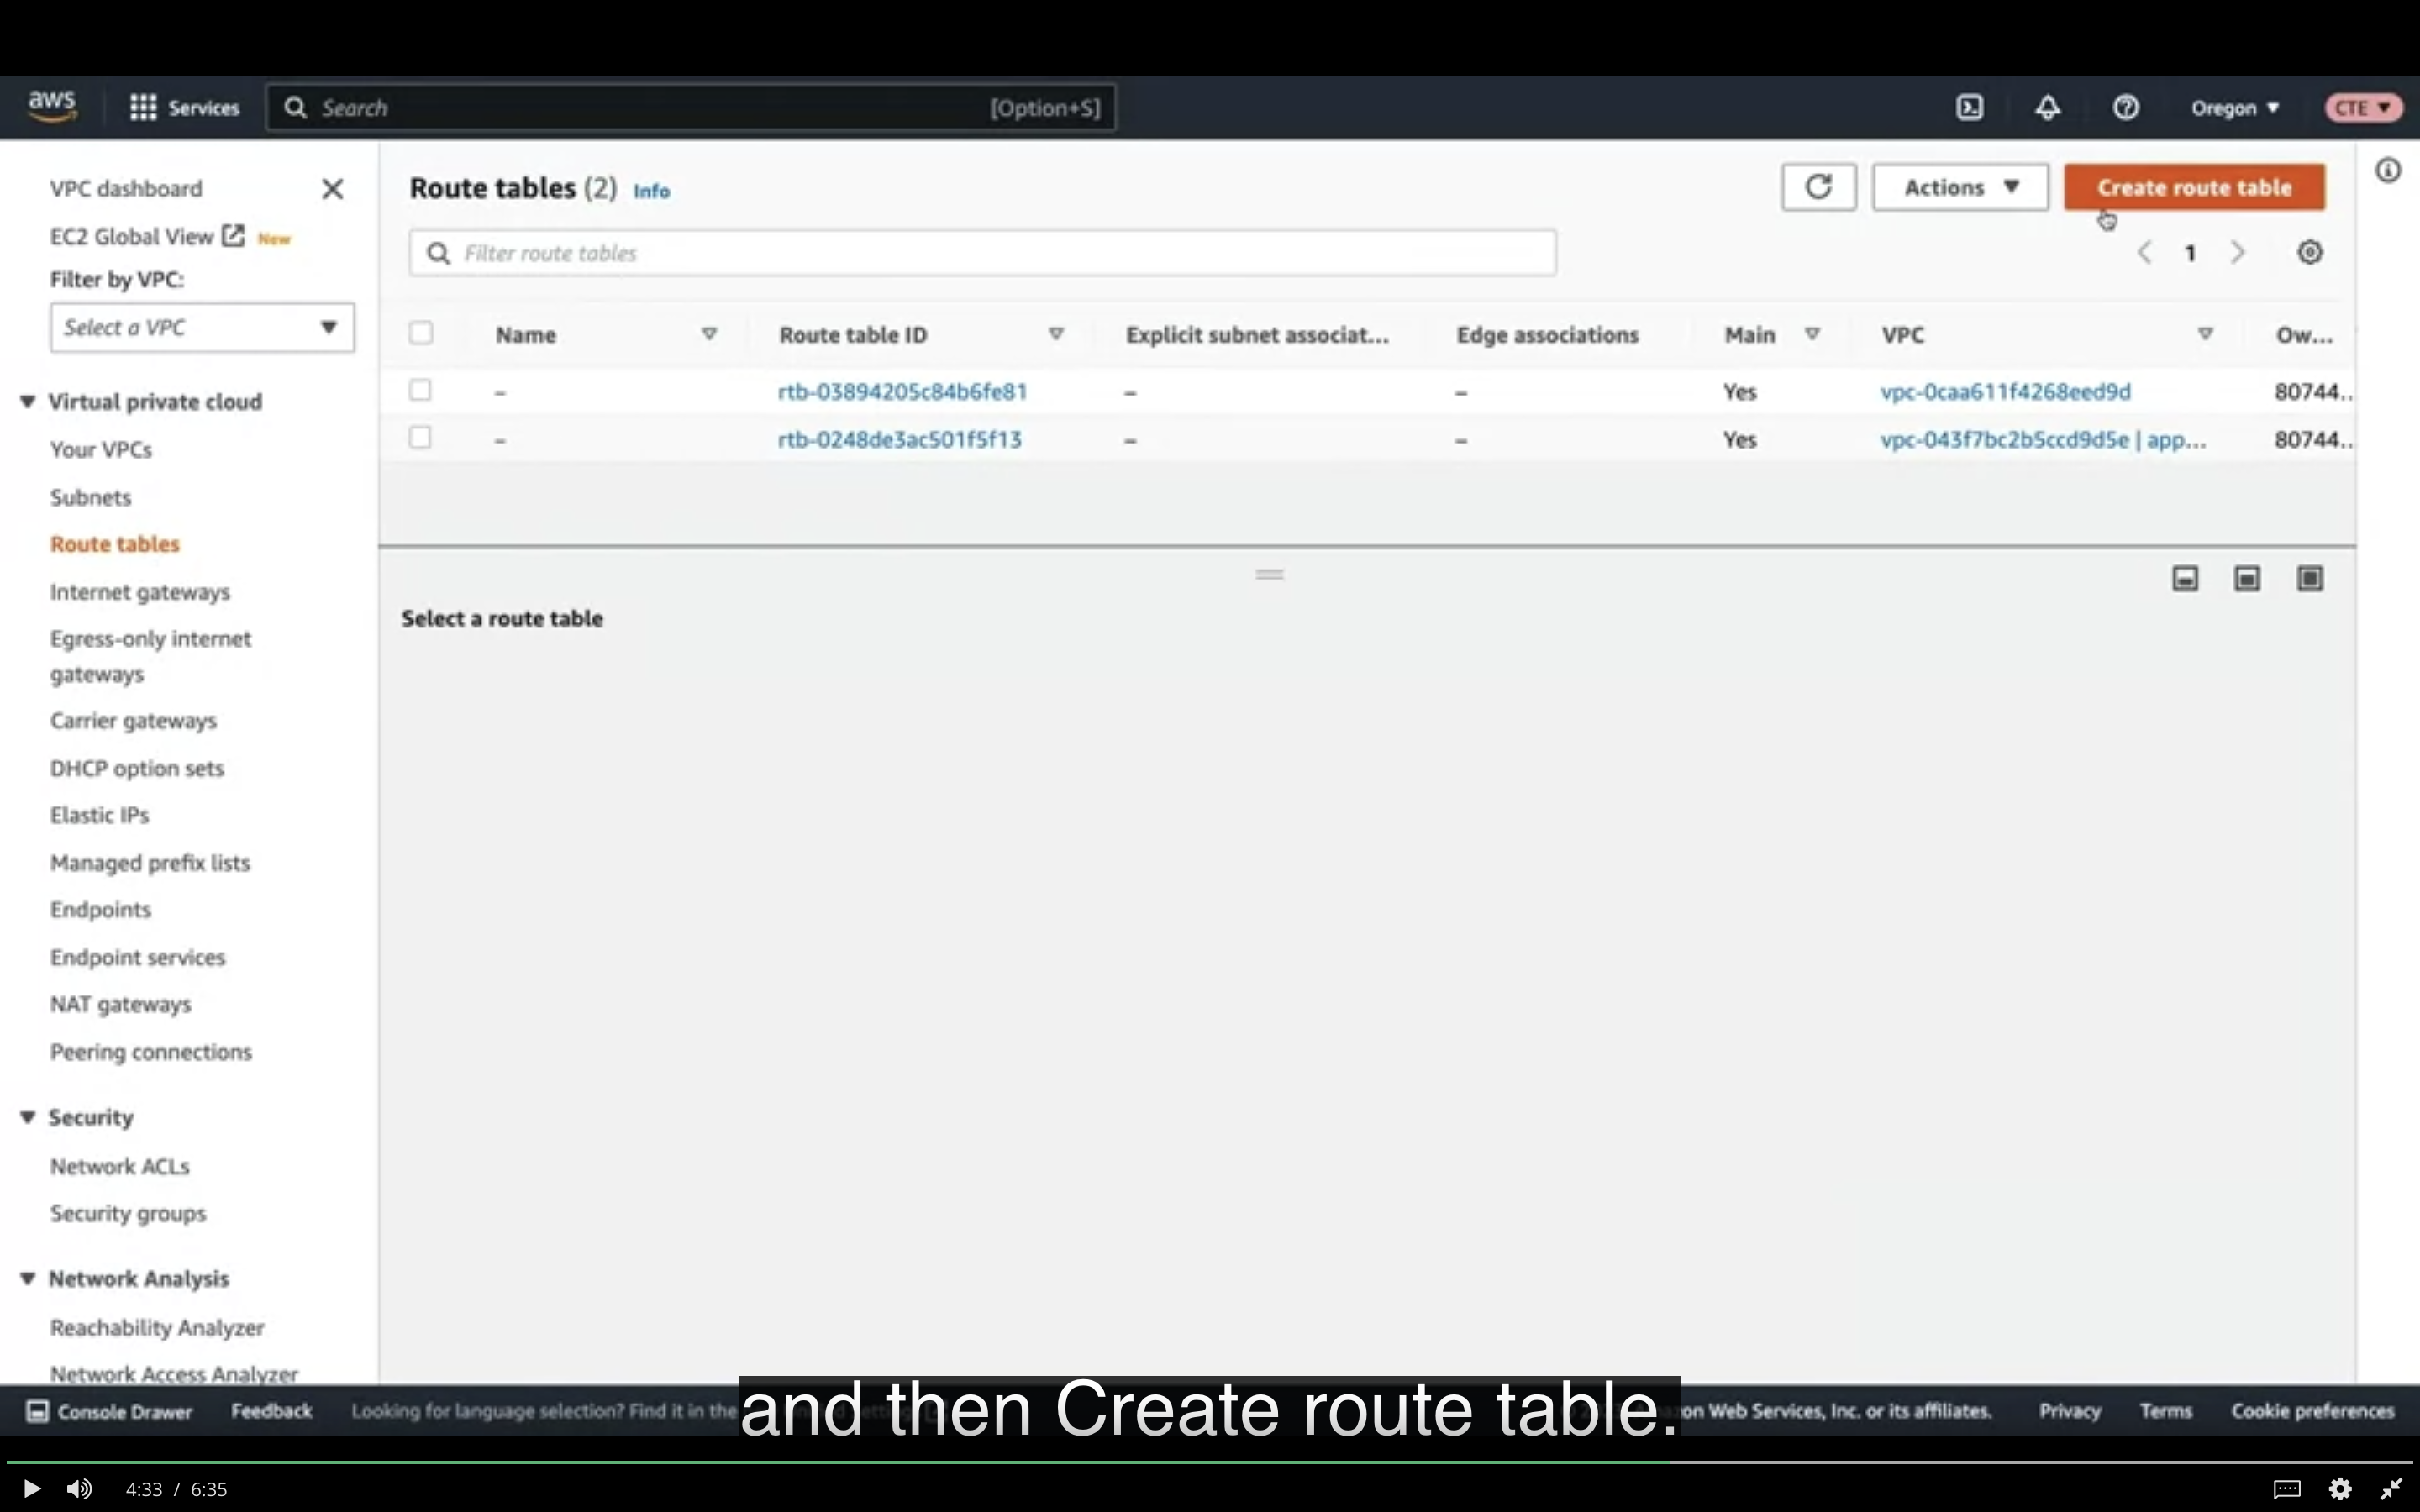 aws Services Search [Option+S] Oregon CTE
VPC dashboard
EC2 Global View New
Filter by VPC:
Select a VPC
Virtual private cloud
Your VPCs
Subnets
Route tables
Internet gateways
Egress-only internet
gateways
Carrier gateways
DHCP option sets
Elastic IPs
Managed prefix lists
Endpoints
Endpoint services
NAT gateways
Peering connections
Security
Network ACLs
Security groups
Network Analysis
Reachability Analyzer
Network Access Analyzer
Route tables (2) Info
Actions Create route table
Filter route tables
1
Name Route table ID Explicit subnet associat... Edge associations Main VPC Ow...
– rtb-03894205c84b6fe81 – – Yes vpc-0caa611f4268eed9d 80744..
– rtb-0248de3ac501f5f13 – – Yes vpc-043f7bc2b5ccd9d5e | app... 80744..
Select a route table
and then Create route table.
Console Drawer Feedback Looking for language selection? Find it in the on Web Services, Inc. or its affiliates. Privacy Terms Cookie preferences
4:33 / 6:35